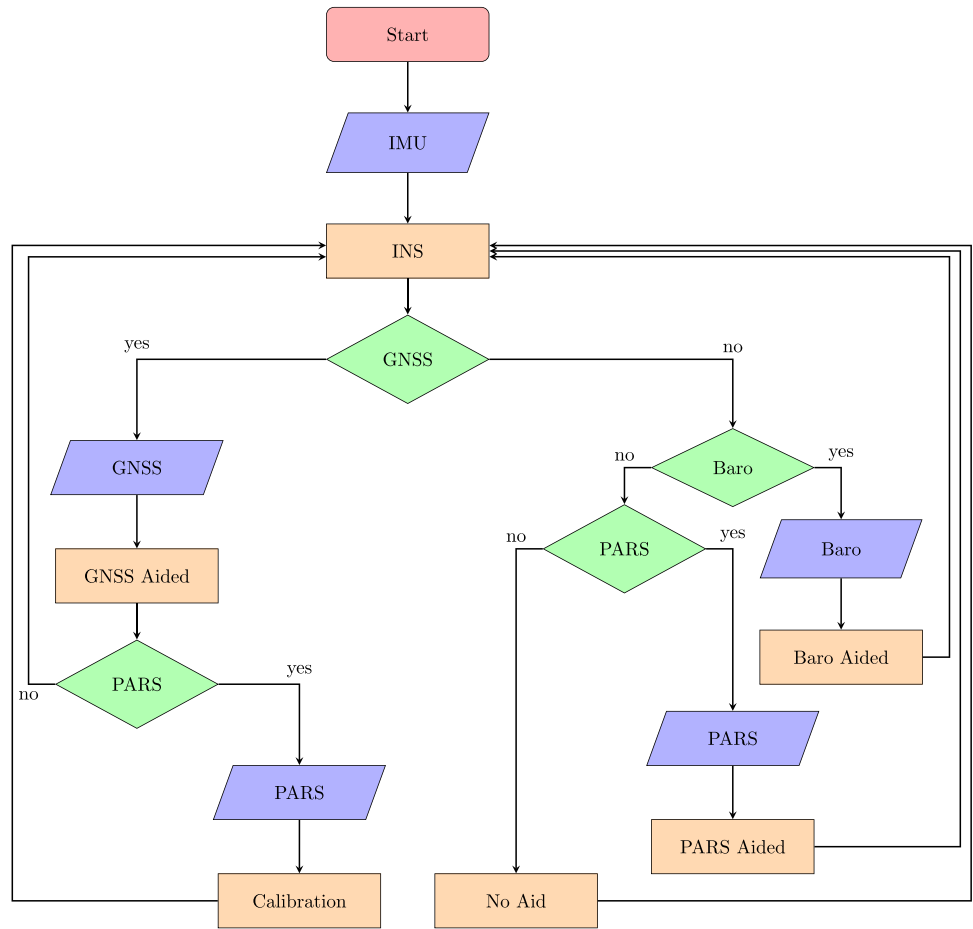 Start
IMU
INS
GNSS
yes
no
GNSS
Baro
no
yes
GNSS Aided
PARS
no
yes
Baro
Baro Aided
PARS
no
yes
PARS
PARS
PARS Aided
Calibration
No Aid